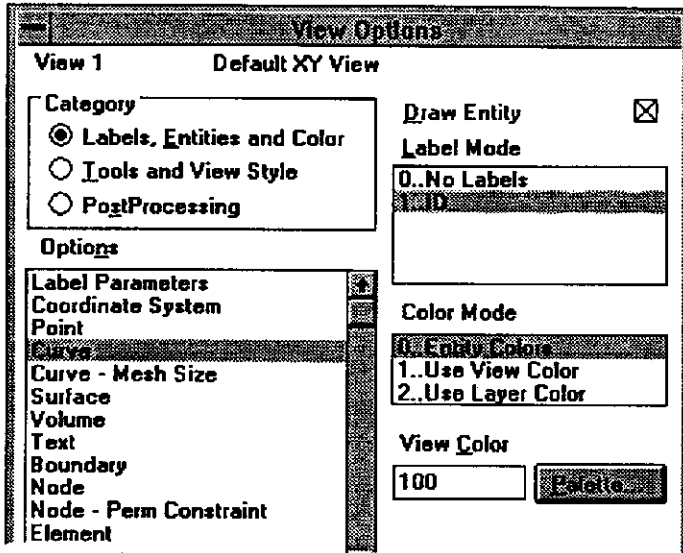 View Options
View 1 Default XY View
Category
Labels, Entities and Color
Tools and View Style
PostProcessing
Options
Label Parameters
Coordinate System
Point
Curve
Curve - Mesh Size
Surface
Volume
Text
Boundary
Node
Node - Perm Constraint
Element
Draw Entity
Label Mode
0..No Labels
1..ID
Color Mode
0..Entity Colors
1..Use View Color
2..Use Layer Color
View Color
100
Palette...